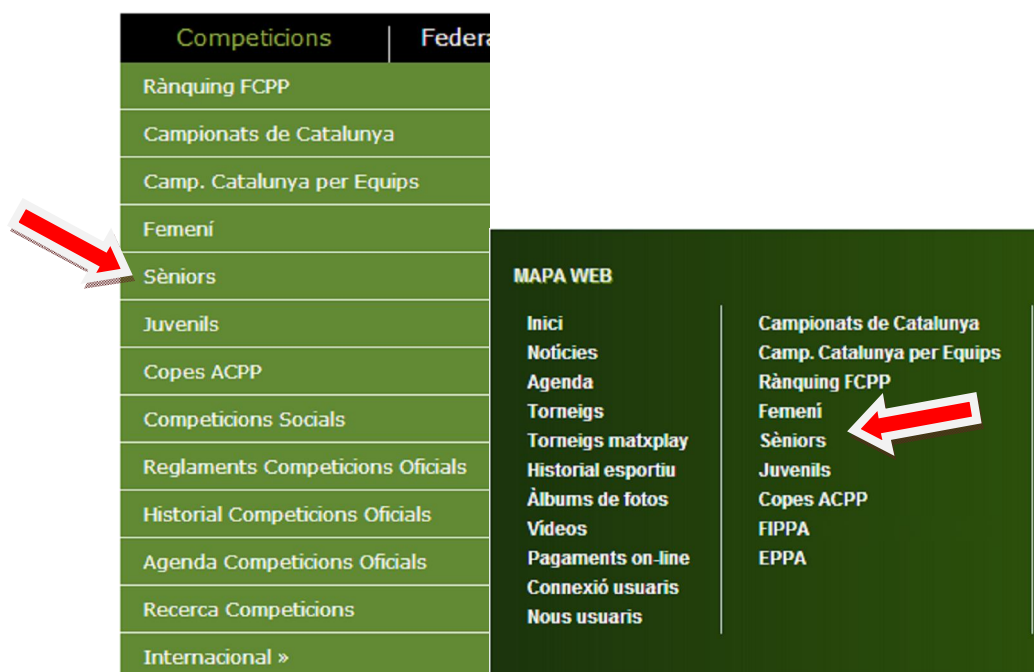 Competicions
Rànquing FCPP
Campionats de Catalunya
Camp. Catalunya per Equips
Femení
Sèniors
Juvenils
Copes ACPP
Competicions Socials
Reglaments Competicions Oficials
Historial Competicions Oficials
Agenda Competicions Oficials
Recerca Competicions
Internacional »
MAPA WEB
Inici
Notícies
Agenda
Torneigs
Torneigs matxplay
Historial esportiu
Àlbums de fotos
Videos
Pagaments on-line
Connexió usuaris
Nous usuaris
Campionats de Catalunya
Camp. Catalunya per Equips
Rànquing FCPP
Femení
Sèniors
Juvenils
Copes ACPP
FIPPA
EPPA